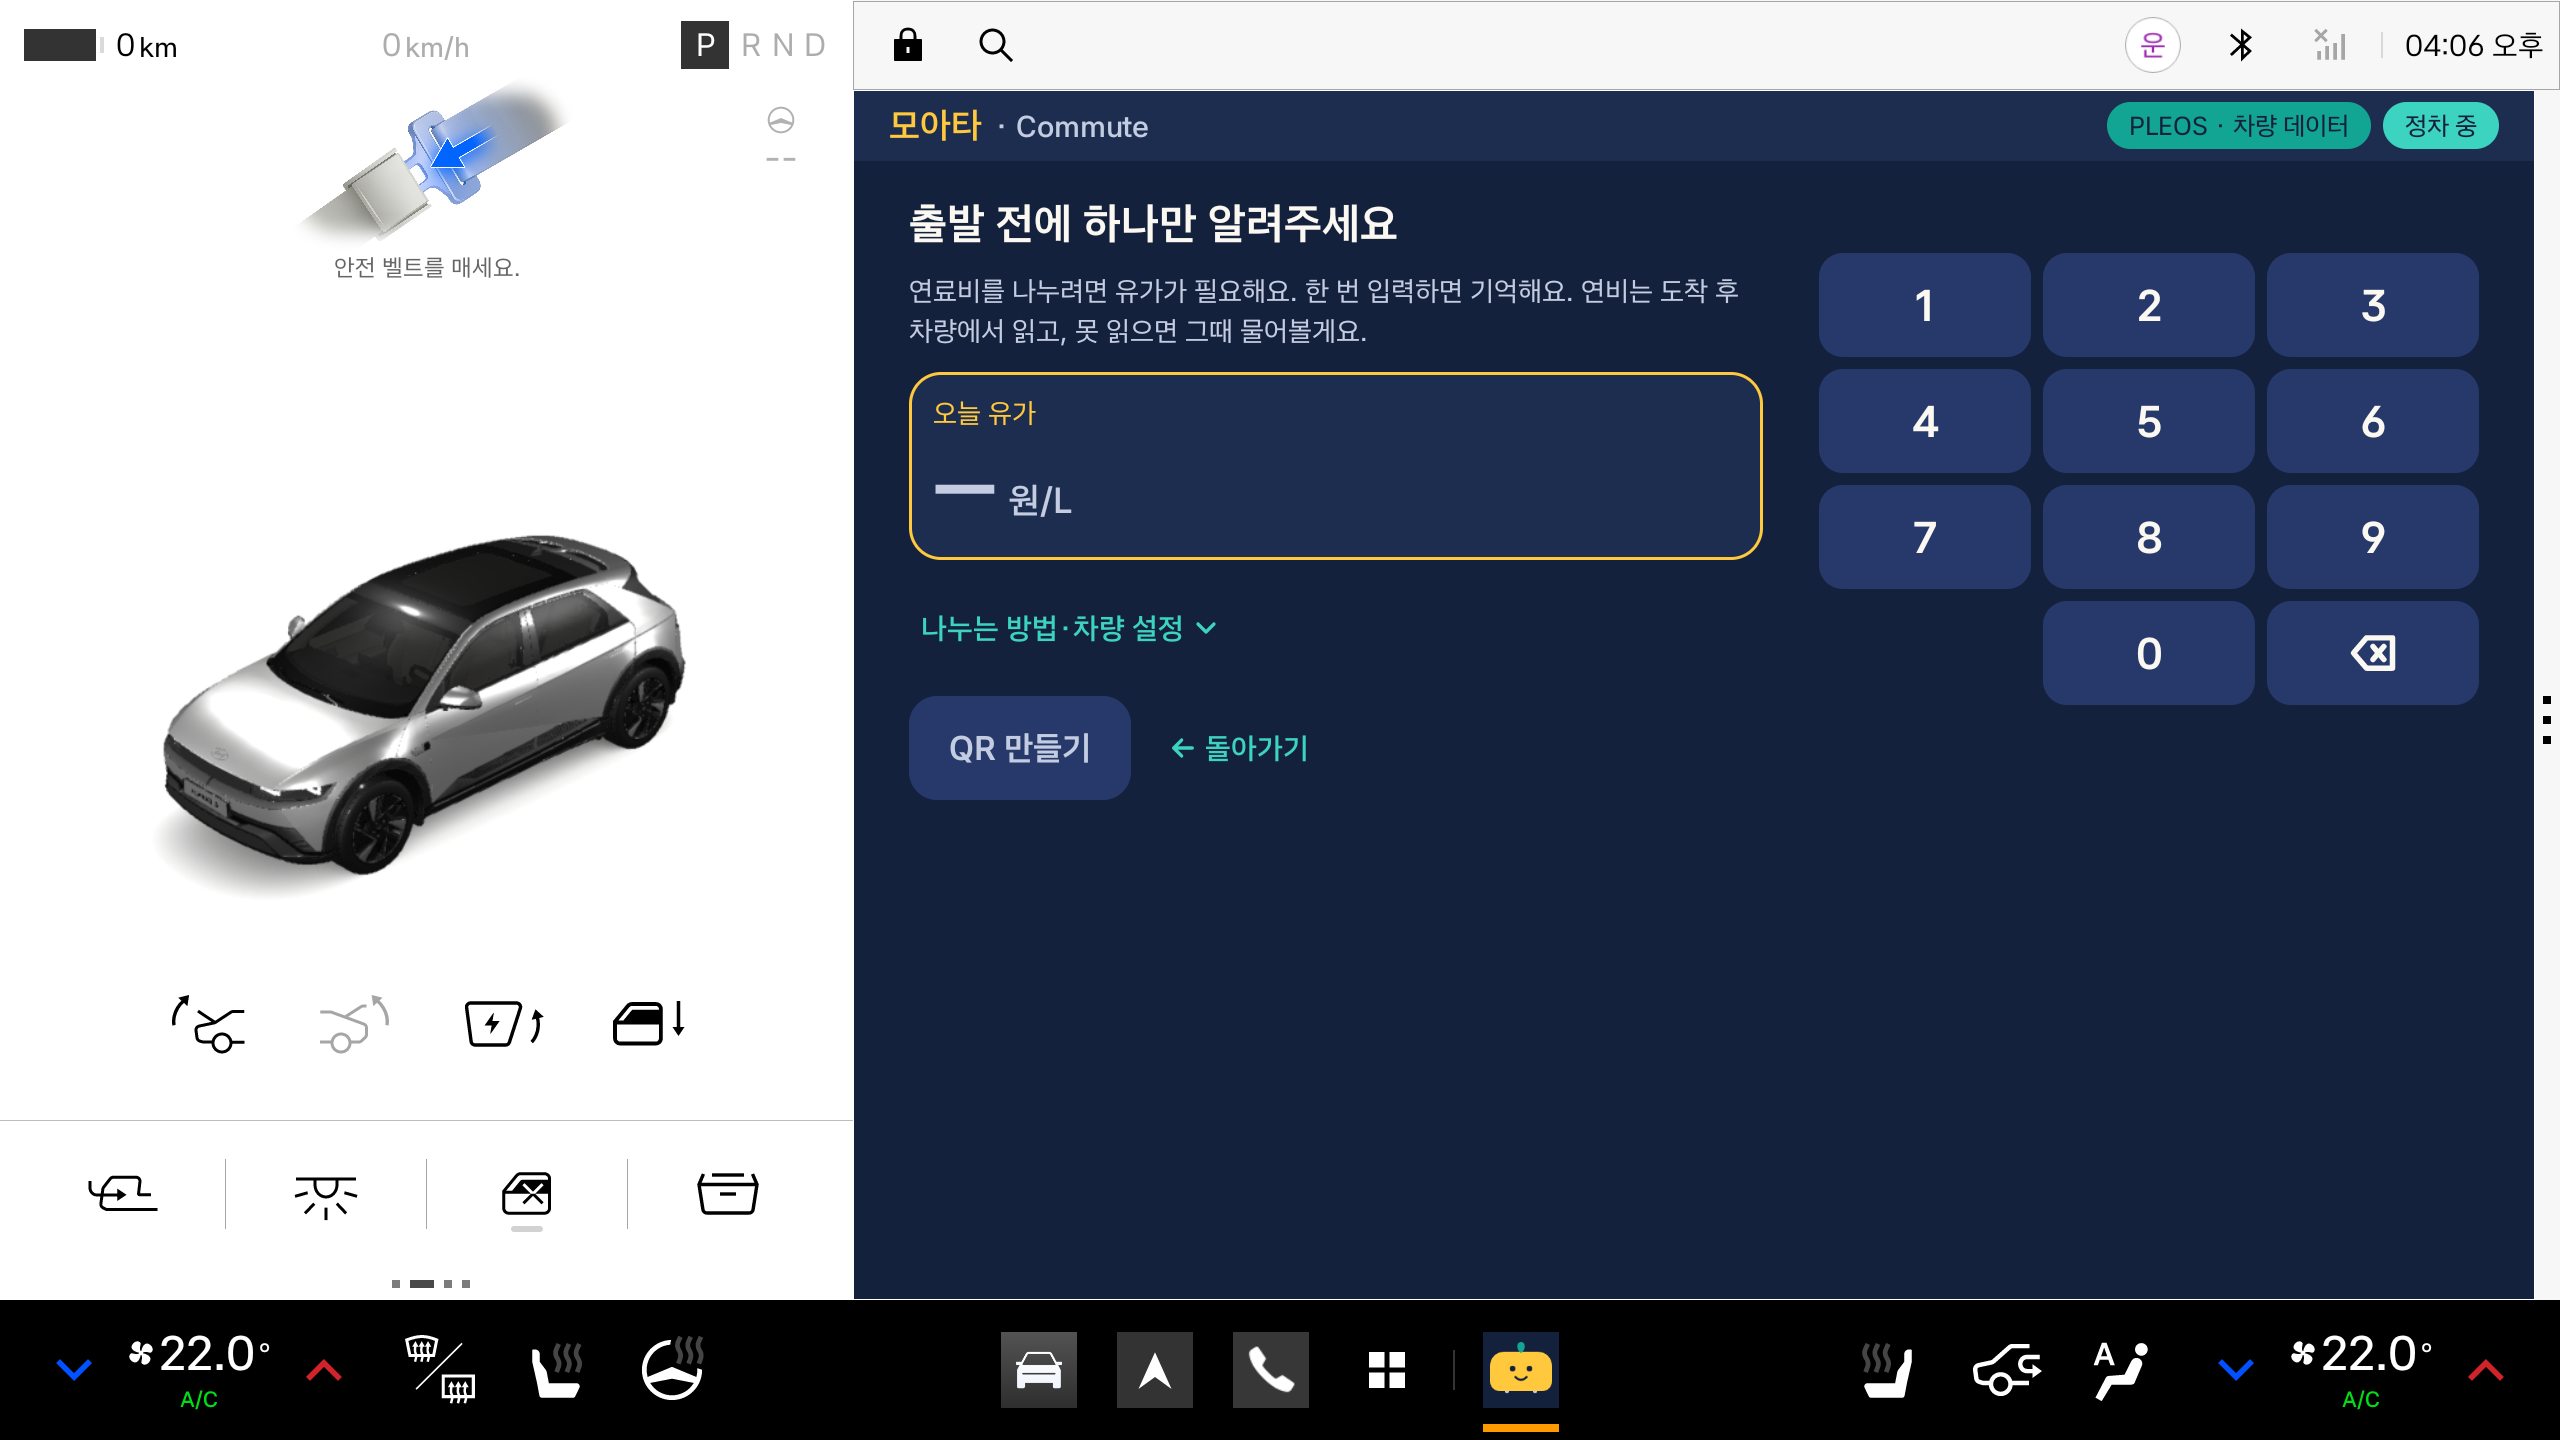 0 km
0 km/h
P R N D
안전 벨트를 매세요.
운
04:06 오후
모아타 · Commute
PLEOS · 차량 데이터
정차 중
출발 전에 하나만 알려주세요
연료비를 나누려면 유가가 필요해요. 한 번 입력하면 기억해요. 연비는 도착 후
차량에서 읽고, 못 읽으면 그때 물어볼게요.
오늘 유가
— 원/L
나누는 방법·차량 설정
QR 만들기
← 돌아가기
1 2 3
4 5 6
7 8 9
0
22.0°
A/C
A
22.0°
A/C